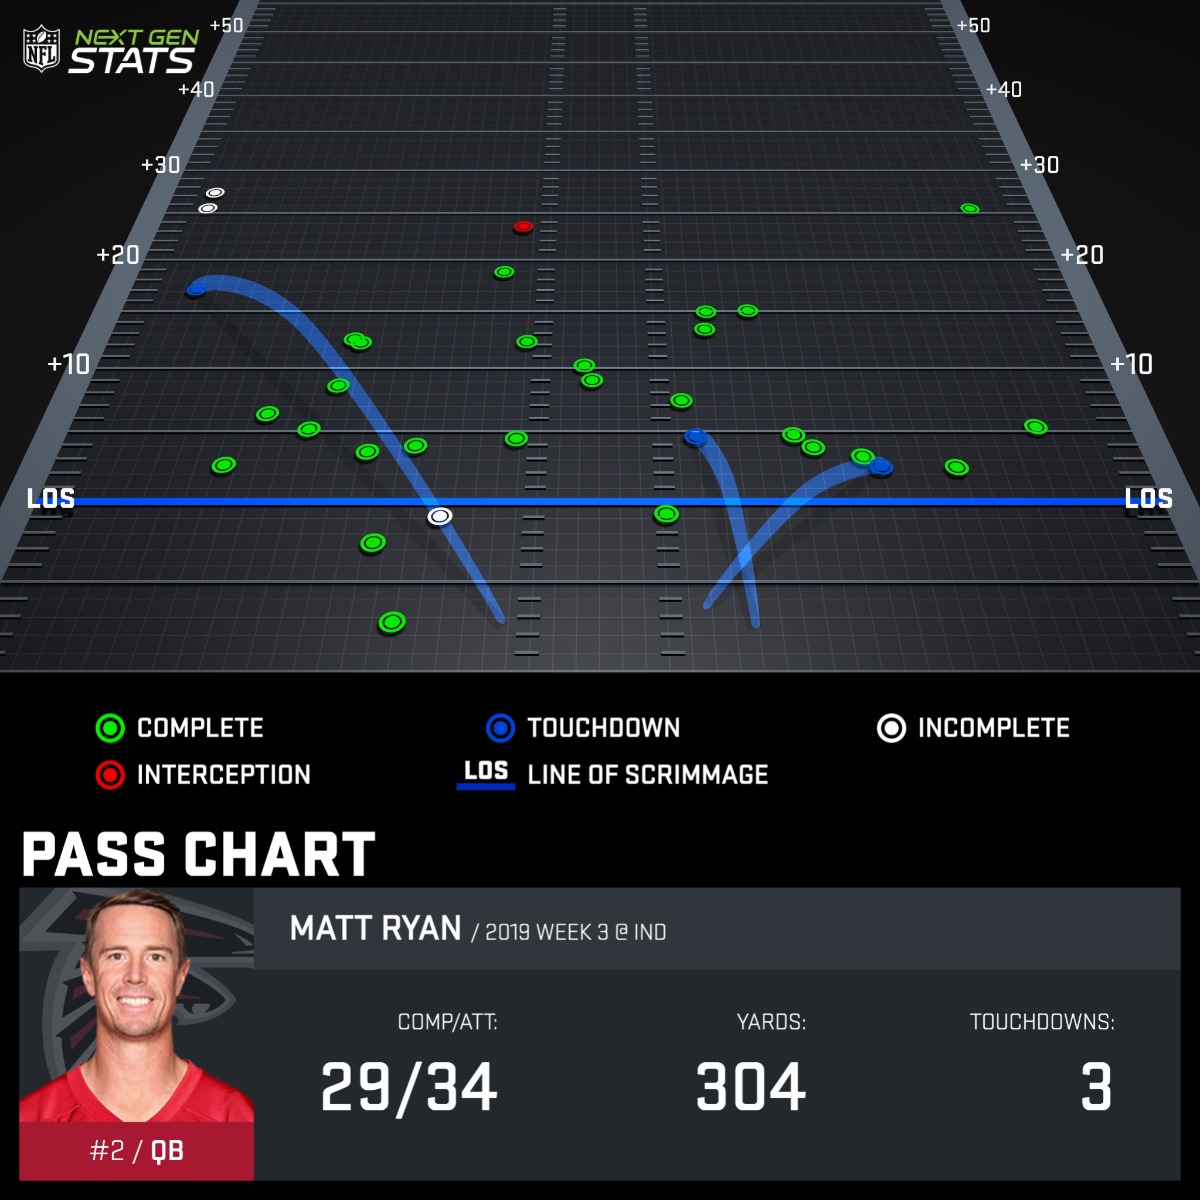 NFL
NEXT GEN
STATS
+50 +50
+40 +40
+30 +30
+20 +20
+10 +10
LOS LOS
COMPLETE TOUCHDOWN INCOMPLETE
INTERCEPTION LOS LINE OF SCRIMMAGE
PASS CHART
MATT RYAN / 2019 WEEK 3 @ IND
COMP/ATT: YARDS: TOUCHDOWNS:
29/34 304 3
#2 / QB